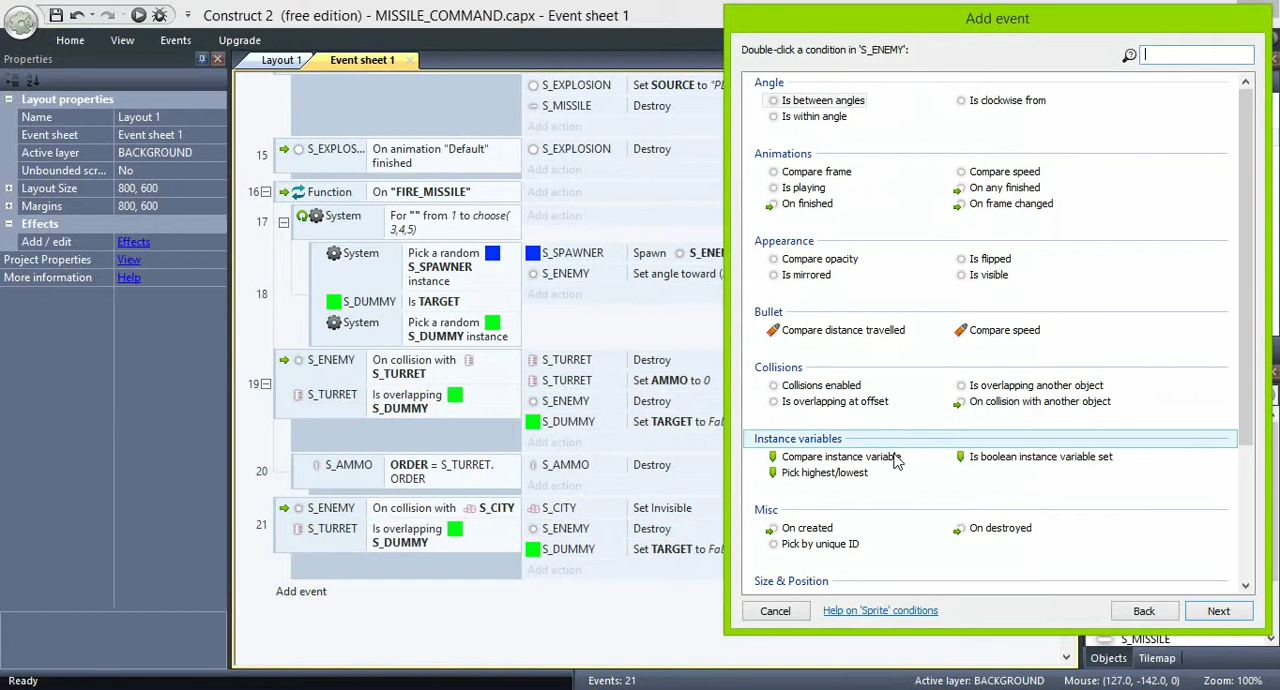 Construct 2 (free edition) - MISSILE_COMMAND.capx - Event sheet 1
Home View Events Upgrade
Properties
Layout properties
Name Layout 1
Event sheet Event sheet 1
Active layer BACKGROUND
Unbounded scr... No
Layout Size 800, 600
Margins 800, 600
Effects
Add / edit Effects
Project Properties View
More information Help
Layout 1 Event sheet 1
S_EXPLOSION Set SOURCE to "PL
S_MISSILE Destroy
Add action
15 S_EXPLOS... On animation "Default" finished S_EXPLOSION Destroy
Add action
16 Function On "FIRE_MISSILE" Add action
17 System For "" from 1 to choose( 3,4,5) Add action
18 System Pick a random S_SPAWNER instance
S_DUMMY Is TARGET
System Pick a random S_DUMMY instance
S_SPAWNER Spawn S_ENE
S_ENEMY Set angle toward (
Add action
19 S_ENEMY On collision with S_TURRET
S_TURRET Is overlapping S_DUMMY
S_TURRET Destroy
S_TURRET Set AMMO to 0
S_ENEMY Destroy
S_DUMMY Set TARGET to Fal
Add action
20 S_AMMO ORDER = S_TURRET. ORDER S_AMMO Destroy
Add action
21 S_ENEMY On collision with S_CITY
S_TURRET Is overlapping S_DUMMY
S_CITY Set Invisible
S_ENEMY Destroy
S_DUMMY Set TARGET to Fal
Add action
Add event
Add event
Double-click a condition in 'S_ENEMY':
Angle
Is between angles Is clockwise from
Is within angle
Animations
Compare frame Compare speed
Is playing On any finished
On finished On frame changed
Appearance
Compare opacity Is flipped
Is mirrored Is visible
Bullet
Compare distance travelled Compare speed
Collisions
Collisions enabled Is overlapping another object
Is overlapping at offset On collision with another object
Instance variables
Compare instance variable Is boolean instance variable set
Pick highest/lowest
Misc
On created On destroyed
Pick by unique ID
Size & Position
Cancel Help on 'Sprite' conditions Back Next
S_MISSILE
Objects Tilemap
Ready Events: 21 Active layer: BACKGROUND Mouse: (127.0, -142.0, 0) Zoom: 100%